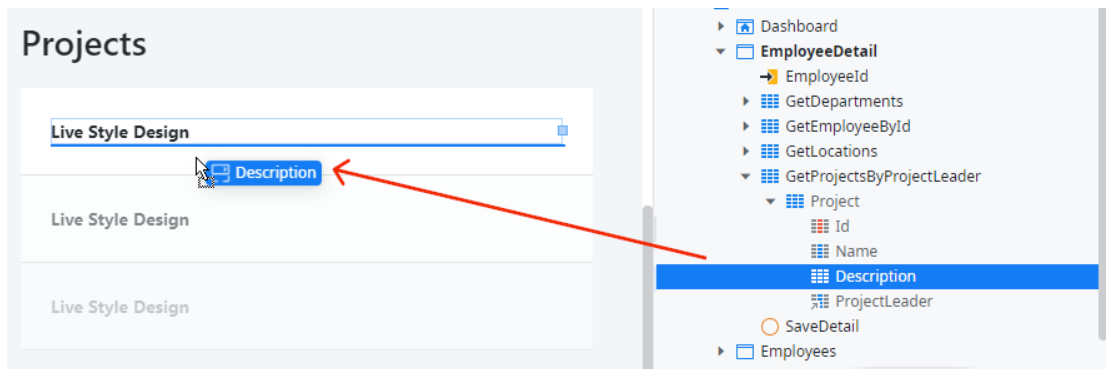 Projects
Live Style Design
Description
Live Style Design
Live Style Design
Dashboard
EmployeeDetail
EmployeeId
GetDepartments
GetEmployeeById
GetLocations
GetProjectsByProjectLeader
Project
Id
Name
Description
ProjectLeader
SaveDetail
Employees